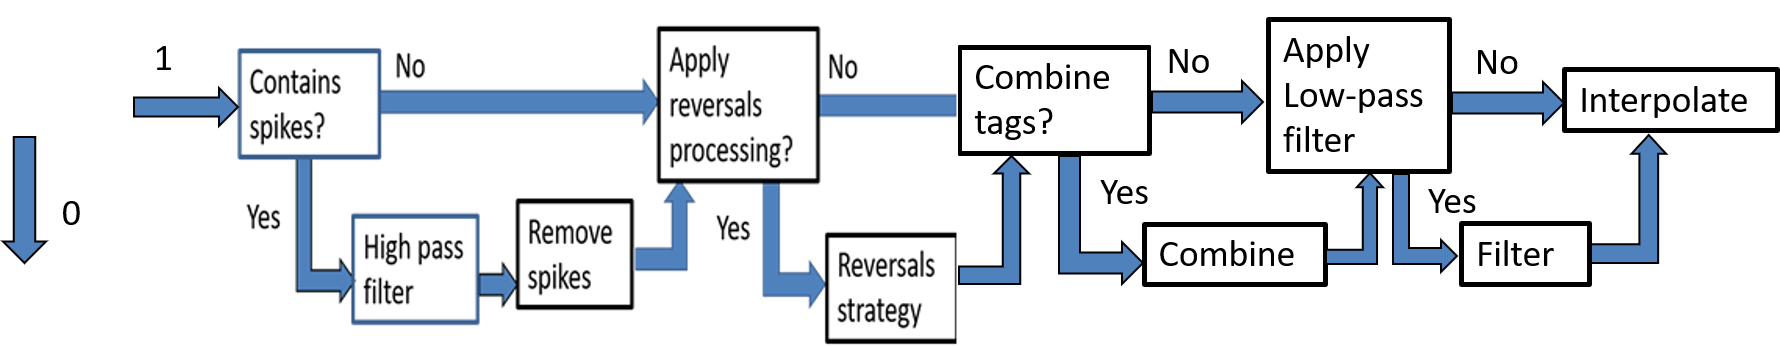 1
0
Contains
spikes?
No
Yes
High pass
filter
Remove
spikes
Apply
reversals
processing?
No
Yes
Reversals
strategy
Combine
tags?
No
Yes
Combine
Apply
Low-pass
filter
No
Yes
Filter
Interpolate